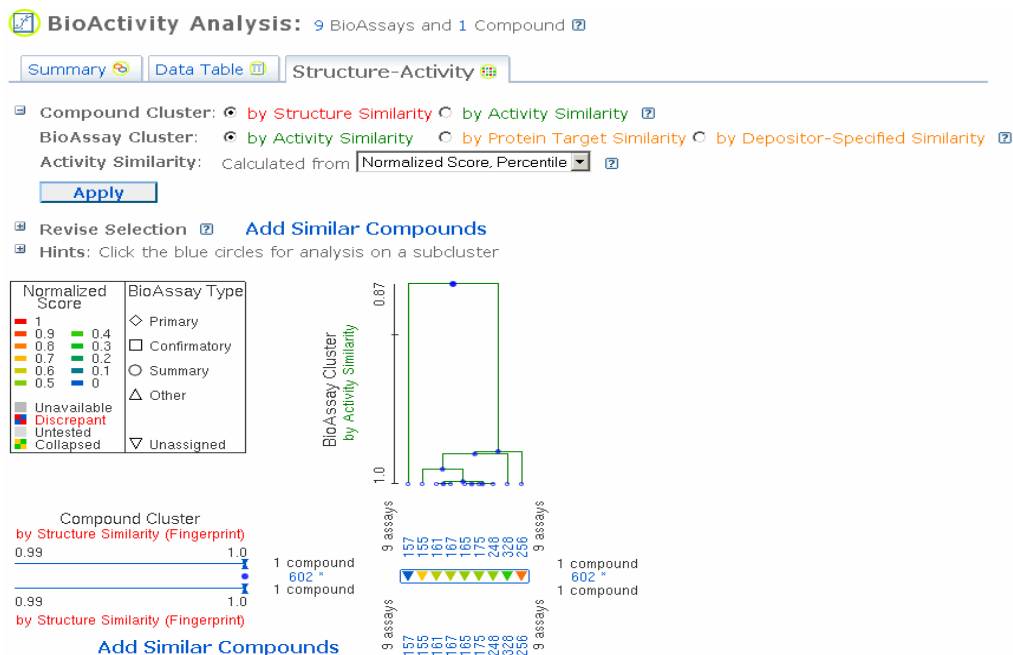 BioActivity Analysis: 9 BioAssays and 1 Compound ?
Summary
Data Table
Structure-Activity
Compound Cluster: by Structure Similarity by Activity Similarity ?
BioAssay Cluster: by Activity Similarity by Protein Target Similarity by Depositor-Specified Similarity ?
Activity Similarity: Calculated from Normalized Score, Percentile ?
Apply
Revise Selection ? Add Similar Compounds
Hints: Click the blue circles for analysis on a subcluster
Normalized Score
1
0.9 0.4
0.8 0.3
0.7 0.2
0.6 0.1
0.5 0
Unavailable
Discrepant
Untested
Collapsed
BioAssay Type
Primary
Confirmatory
Summary
Other
Unassigned
BioAssay Cluster
by Activity Similarity
0.87
1.0
Compound Cluster
by Structure Similarity (Fingerprint)
0.99 1.0
0.99 1.0
by Structure Similarity (Fingerprint)
Add Similar Compounds
1 compound
602 *
1 compound
9 assays
157
155
161
167
165
175
248
328
256
9 assays
1 compound
602 *
1 compound
9 assays
157
155
161
167
165
175
248
328
256
9 assays